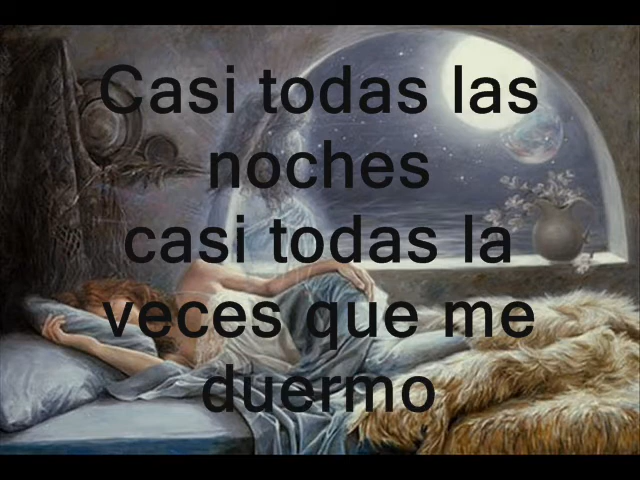 Casi todas las
noches
casi todas la
veces que me
duermo